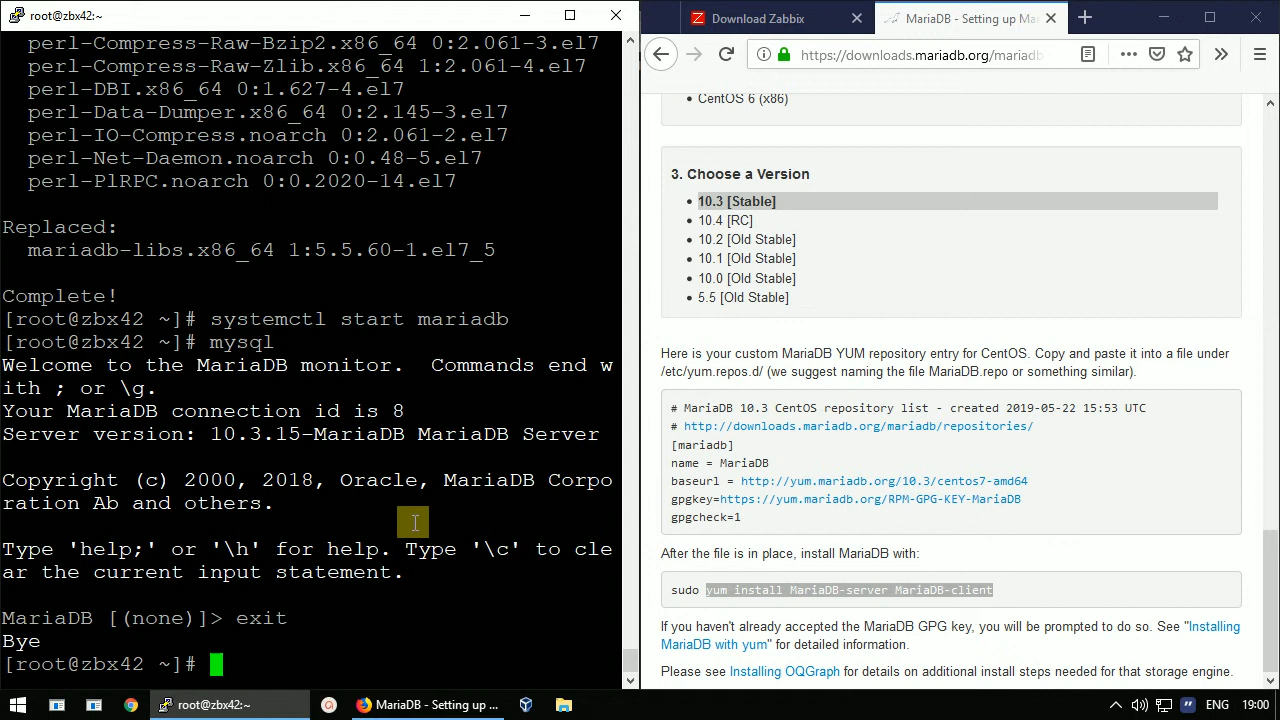 root@zbx42:~
perl-Compress-Raw-Bzip2.x86_64 0:2.061-3.el7
perl-Compress-Raw-Zlib.x86_64 1:2.061-4.el7
perl-DBI.x86_64 0:1.627-4.el7
perl-Data-Dumper.x86_64 0:2.145-3.el7
perl-IO-Compress.noarch 0:2.061-2.el7
perl-Net-Daemon.noarch 0:0.48-5.el7
perl-PlRPC.noarch 0:0.2020-14.el7
Replaced:
mariadb-libs.x86_64 1:5.5.60-1.el7_5
Complete!
[root@zbx42 ~]# systemctl start mariadb
[root@zbx42 ~]# mysql
Welcome to the MariaDB monitor.  Commands end w
ith ; or \g.
Your MariaDB connection id is 8
Server version: 10.3.15-MariaDB MariaDB Server
Copyright (c) 2000, 2018, Oracle, MariaDB Corpo
ration Ab and others.
Type 'help;' or '\h' for help. Type '\c' to cle
ar the current input statement.
MariaDB [(none)]> exit
Bye
[root@zbx42 ~]#
Download Zabbix
MariaDB - Setting up Ma
https://downloads.mariadb.org/mariadb
• CentOS 6 (x86)
3. Choose a Version
• 10.3 [Stable]
• 10.4 [RC]
• 10.2 [Old Stable]
• 10.1 [Old Stable]
• 10.0 [Old Stable]
• 5.5 [Old Stable]
Here is your custom MariaDB YUM repository entry for CentOS. Copy and paste it into a file under
/etc/yum.repos.d/ (we suggest naming the file MariaDB.repo or something similar).
# MariaDB 10.3 CentOS repository list - created 2019-05-22 15:53 UTC
# http://downloads.mariadb.org/mariadb/repositories/
[mariadb]
name = MariaDB
baseurl = http://yum.mariadb.org/10.3/centos7-amd64
gpgkey=https://yum.mariadb.org/RPM-GPG-KEY-MariaDB
gpgcheck=1
After the file is in place, install MariaDB with:
sudo yum install MariaDB-server MariaDB-client
If you haven't already accepted the MariaDB GPG key, you will be prompted to do so. See "Installing
MariaDB with yum" for detailed information.
Please see Installing OQGraph for details on additional install steps needed for that storage engine.
root@zbx42:~
MariaDB - Setting up ...
19:00